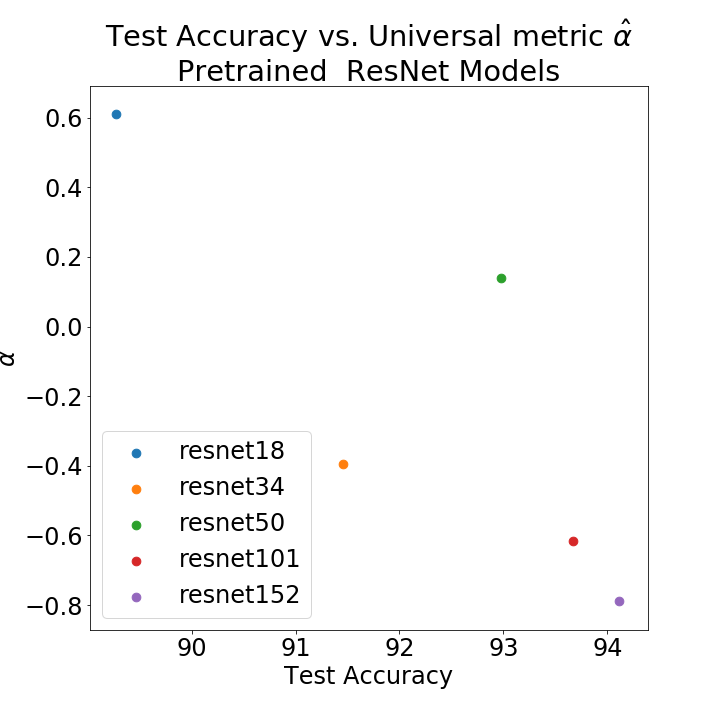 Test Accuracy vs. Universal metric α̂
Pretrained  ResNet Models
0.6
0.4
0.2
0.0
−0.2
−0.4
−0.6
−0.8
α
resnet18
resnet34
resnet50
resnet101
resnet152
90 91 92 93 94
Test Accuracy